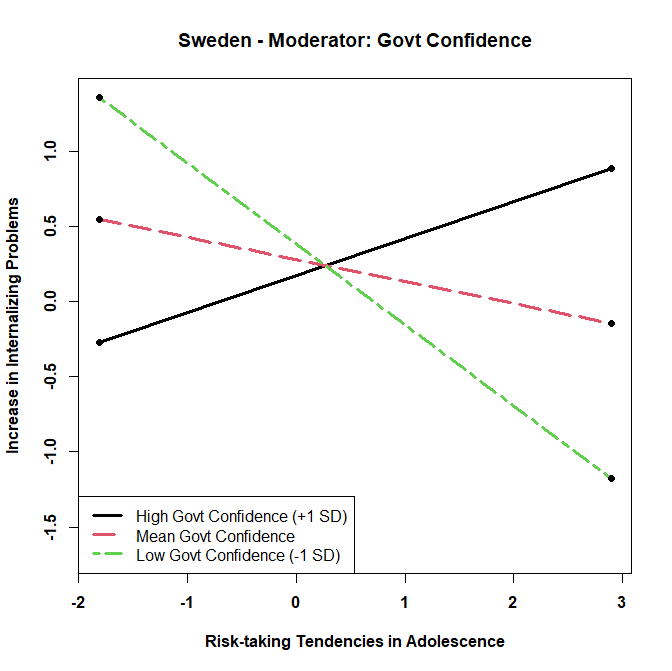 Sweden - Moderator: Govt Confidence
Increase in Internalizing Problems
1.0
0.5
0.0
-0.5
-1.0
-1.5
High Govt Confidence (+1 SD)
Mean Govt Confidence
Low Govt Confidence (-1 SD)
-2 -1 0 1 2 3
Risk-taking Tendencies in Adolescence